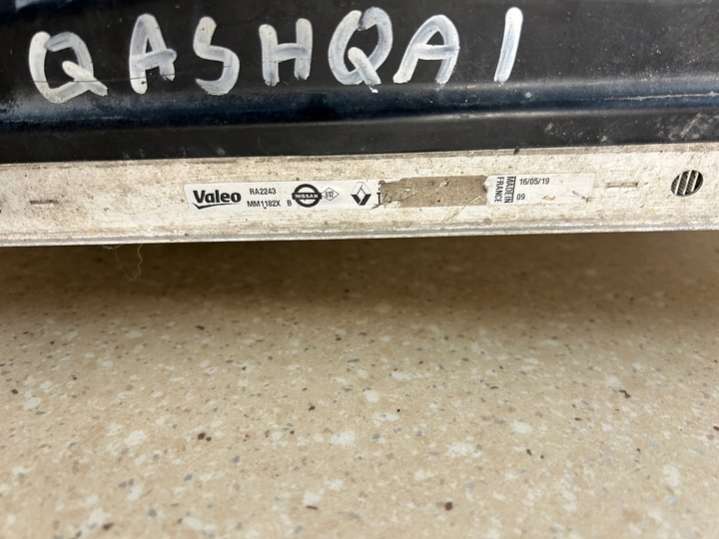 QASHQAI
Valeo RA2243
MM1182X B NISSAN
MADE IN FRANCE
16/05/19
09